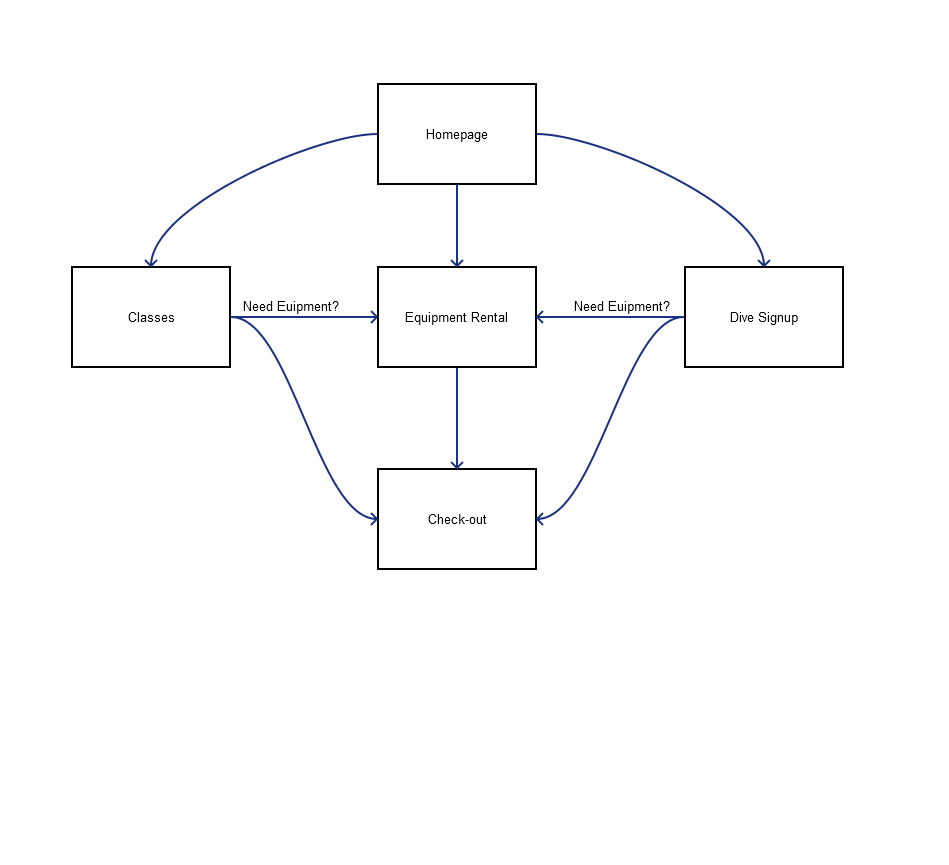 Homepage
Need Euipment?
Need Euipment?
Classes
Equipment Rental
Dive Signup
Check-out